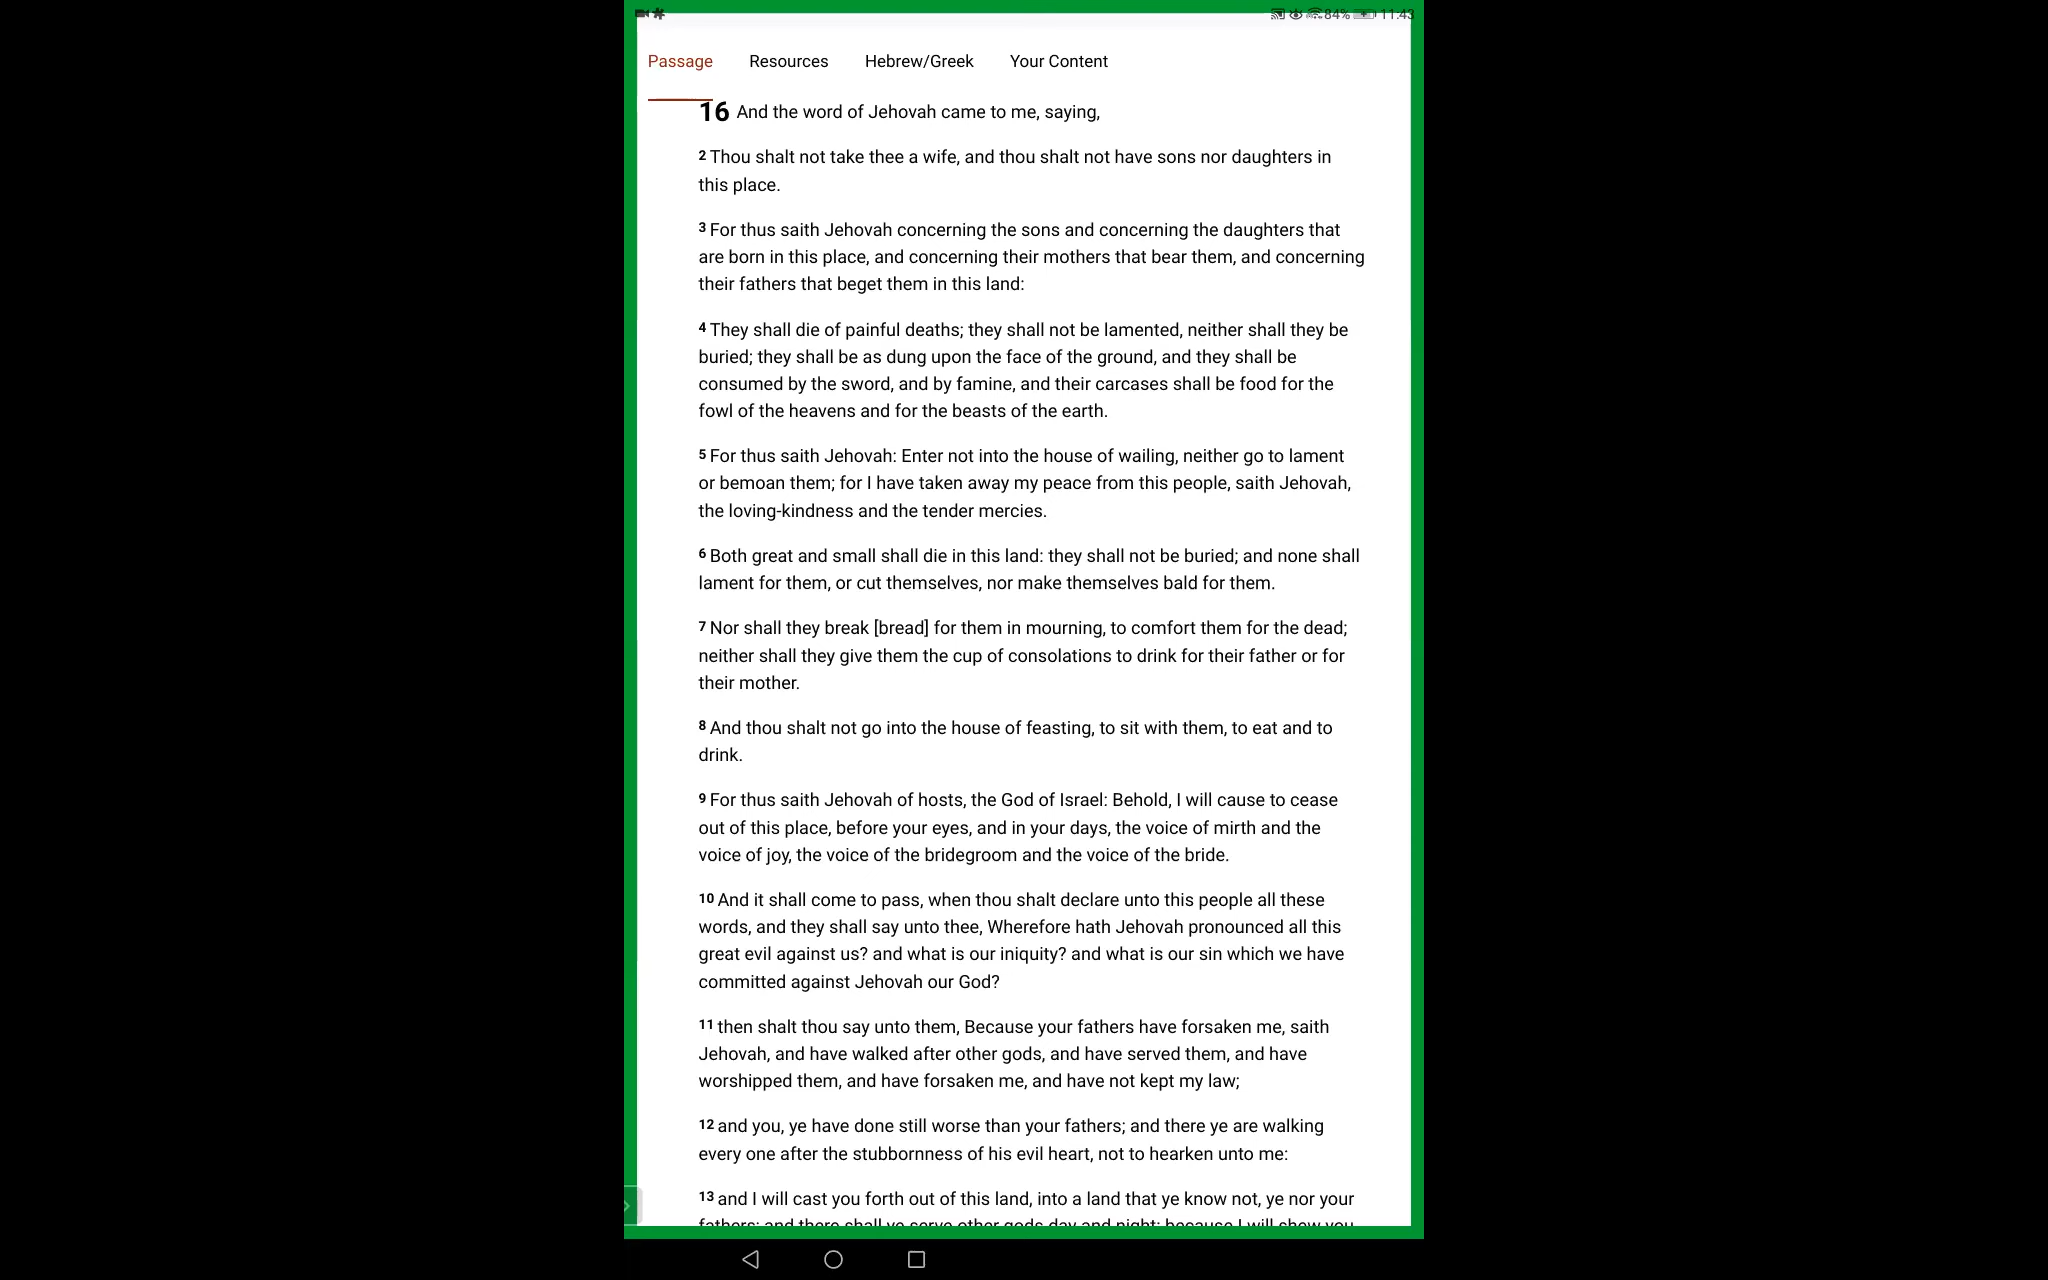 84% 11:43
Passage Resources Hebrew/Greek Your Content
16 And the word of Jehovah came to me, saying,
2 Thou shalt not take thee a wife, and thou shalt not have sons nor daughters in
this place.
3 For thus saith Jehovah concerning the sons and concerning the daughters that
are born in this place, and concerning their mothers that bear them, and concerning
their fathers that beget them in this land:
4 They shall die of painful deaths; they shall not be lamented, neither shall they be
buried; they shall be as dung upon the face of the ground, and they shall be
consumed by the sword, and by famine, and their carcases shall be food for the
fowl of the heavens and for the beasts of the earth.
5 For thus saith Jehovah: Enter not into the house of wailing, neither go to lament
or bemoan them; for I have taken away my peace from this people, saith Jehovah,
the loving-kindness and the tender mercies.
6 Both great and small shall die in this land: they shall not be buried; and none shall
lament for them, or cut themselves, nor make themselves bald for them.
7 Nor shall they break [bread] for them in mourning, to comfort them for the dead;
neither shall they give them the cup of consolations to drink for their father or for
their mother.
8 And thou shalt not go into the house of feasting, to sit with them, to eat and to
drink.
9 For thus saith Jehovah of hosts, the God of Israel: Behold, I will cause to cease
out of this place, before your eyes, and in your days, the voice of mirth and the
voice of joy, the voice of the bridegroom and the voice of the bride.
10 And it shall come to pass, when thou shalt declare unto this people all these
words, and they shall say unto thee, Wherefore hath Jehovah pronounced all this
great evil against us? and what is our iniquity? and what is our sin which we have
committed against Jehovah our God?
11 then shalt thou say unto them, Because your fathers have forsaken me, saith
Jehovah, and have walked after other gods, and have served them, and have
worshipped them, and have forsaken me, and have not kept my law;
12 and you, ye have done still worse than your fathers; and there ye are walking
every one after the stubbornness of his evil heart, not to hearken unto me:
13 and I will cast you forth out of this land, into a land that ye know not, ye nor your
fathers; and there shall ye serve other gods day and night; because I will shew you